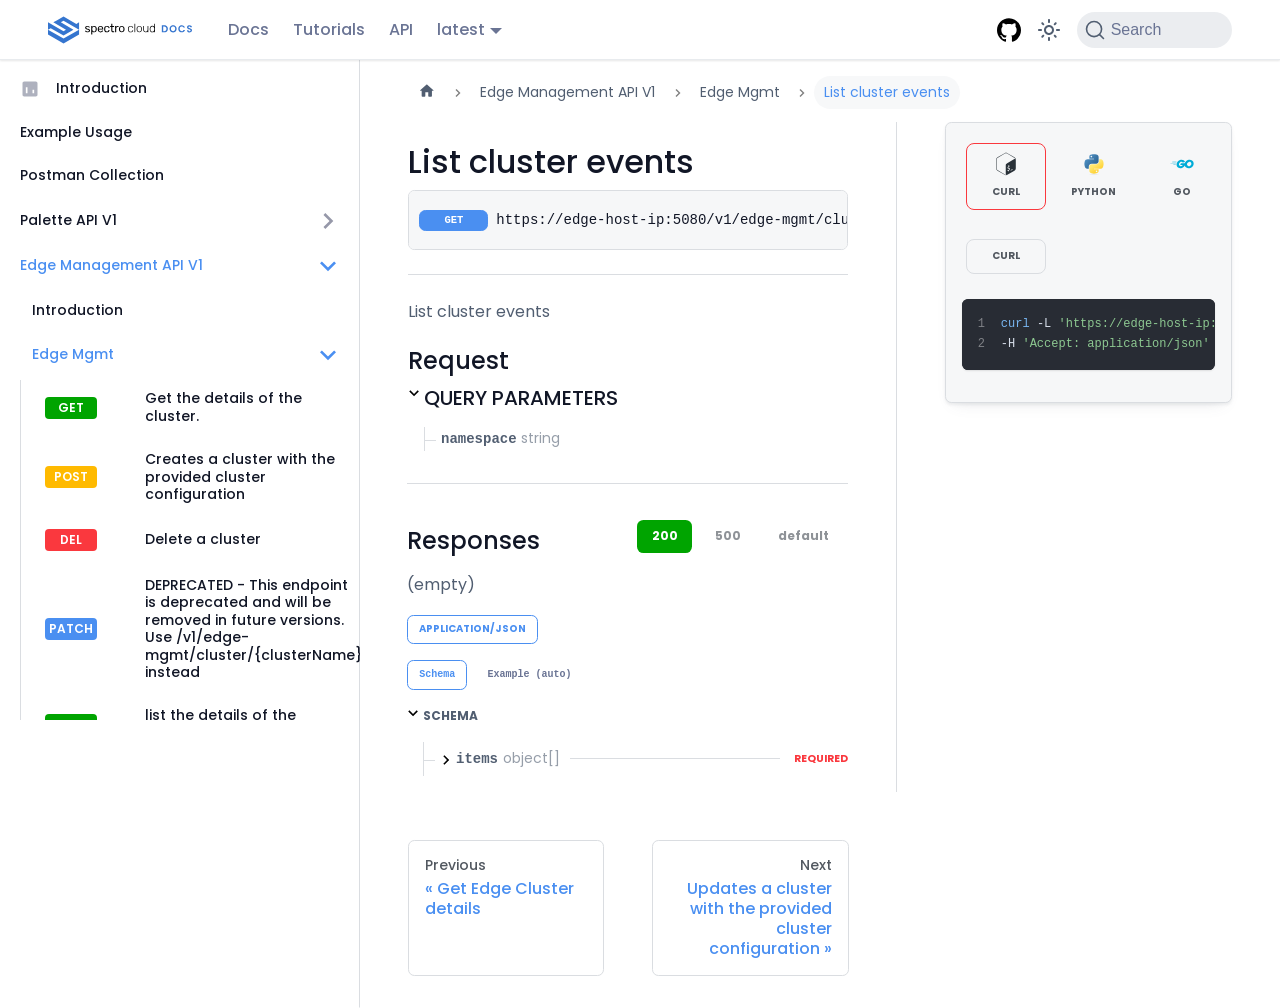 spectro cloud DOCS
Docs
Tutorials
API
latest
Search
Introduction
Example Usage
Postman Collection
Palette API V1
Edge Management API V1
Introduction
Edge Mgmt
GET
Get the details of the
cluster.
POST
Creates a cluster with the
provided cluster
configuration
DEL
Delete a cluster
PATCH
DEPRECATED - This endpoint
is deprecated and will be
removed in future versions.
Use /v1/edge-
mgmt/cluster/{clusterName}
instead
list the details of the
Edge Management API V1
Edge Mgmt
List cluster events
List cluster events
GET https://edge-host-ip:5080/v1/edge-mgmt/clu
List cluster events
Request
QUERY PARAMETERS
namespace string
Responses
200
500
default
(empty)
APPLICATION/JSON
Schema
Example (auto)
SCHEMA
items object[]
REQUIRED
Previous
« Get Edge Cluster
details
Next
Updates a cluster
with the provided
cluster
configuration »
CURL
PYTHON
GO
GO
CURL
1 curl -L 'https://edge-host-ip:
2 -H 'Accept: application/json'